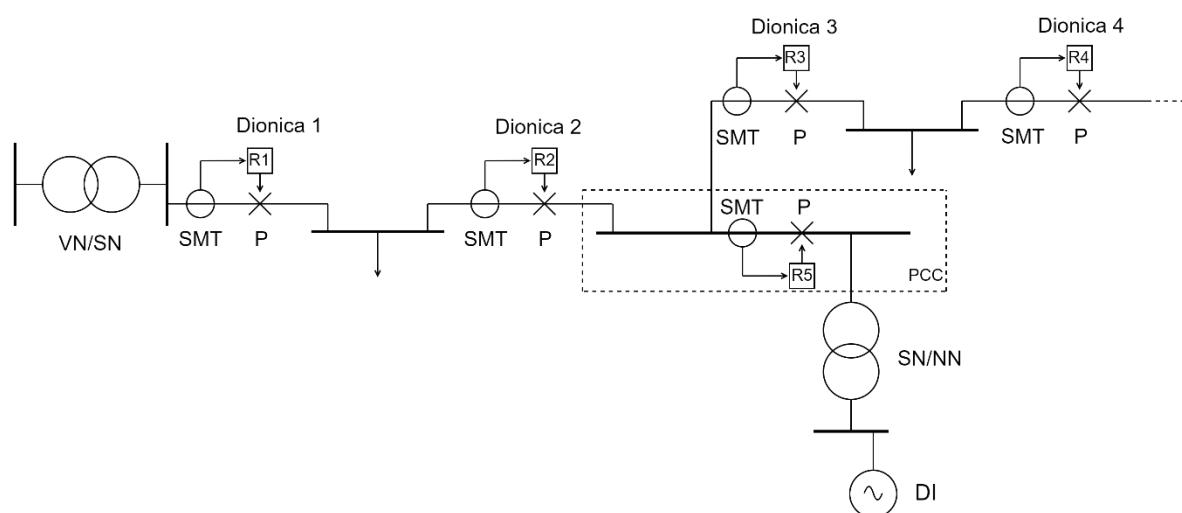 Dionica 3
Dionica 4
R3
R4
SMT
P
SMT
P
Dionica 1
Dionica 2
R1
R2
VN/SN
SMT
P
SMT
P
SMT
P
R5
PCC
SN/NN
DI